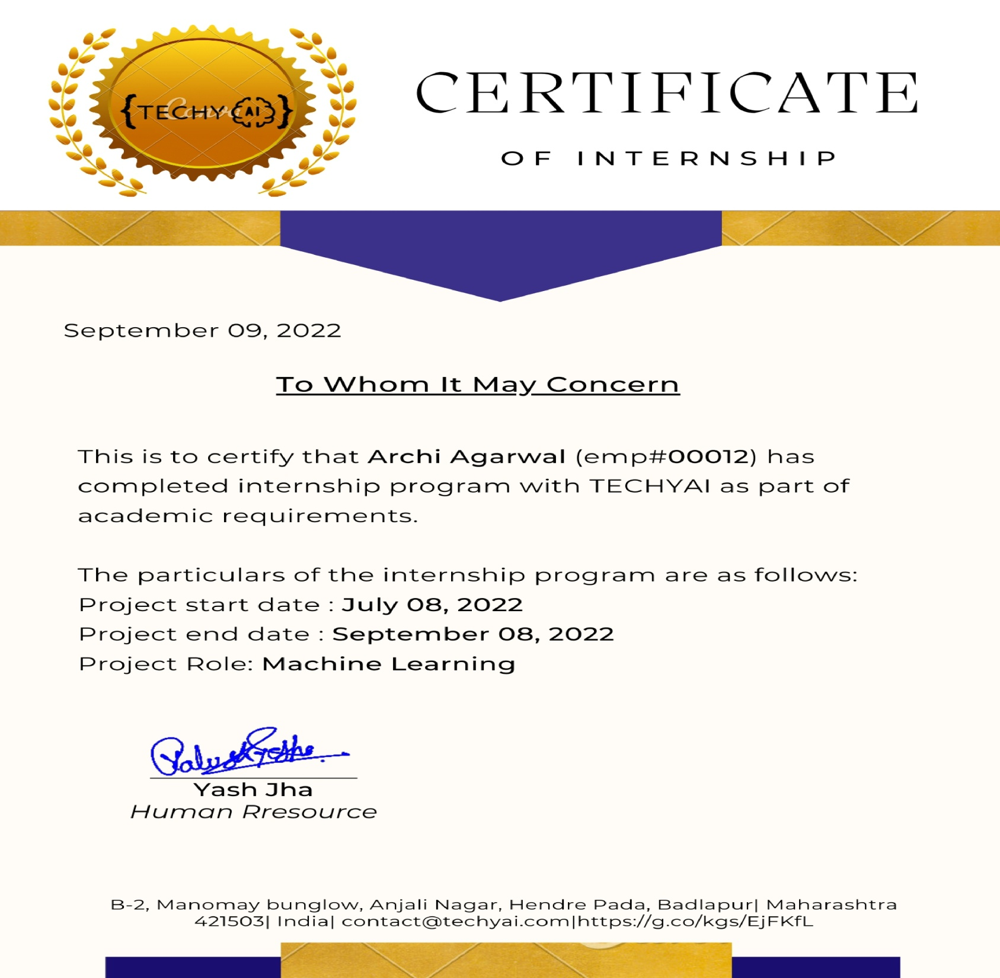 {TECHY AI}
Canva
CERTIFICATE
OF INTERNSHIP
September 09, 2022
To Whom It May Concern
This is to certify that Archi Agarwal (emp#00012) has
completed internship program with TECHYAI as part of
academic requirements.
The particulars of the internship program are as follows:
Project start date : July 08, 2022
Project end date : September 08, 2022
Project Role: Machine Learning
Yash Jha
Human Rresource
B-2, Manomay bunglow, Anjali Nagar, Hendre Pada, Badlapur| Maharashtra
421503| India| contact@techyai.com|https://g.co/kgs/EjFKfL